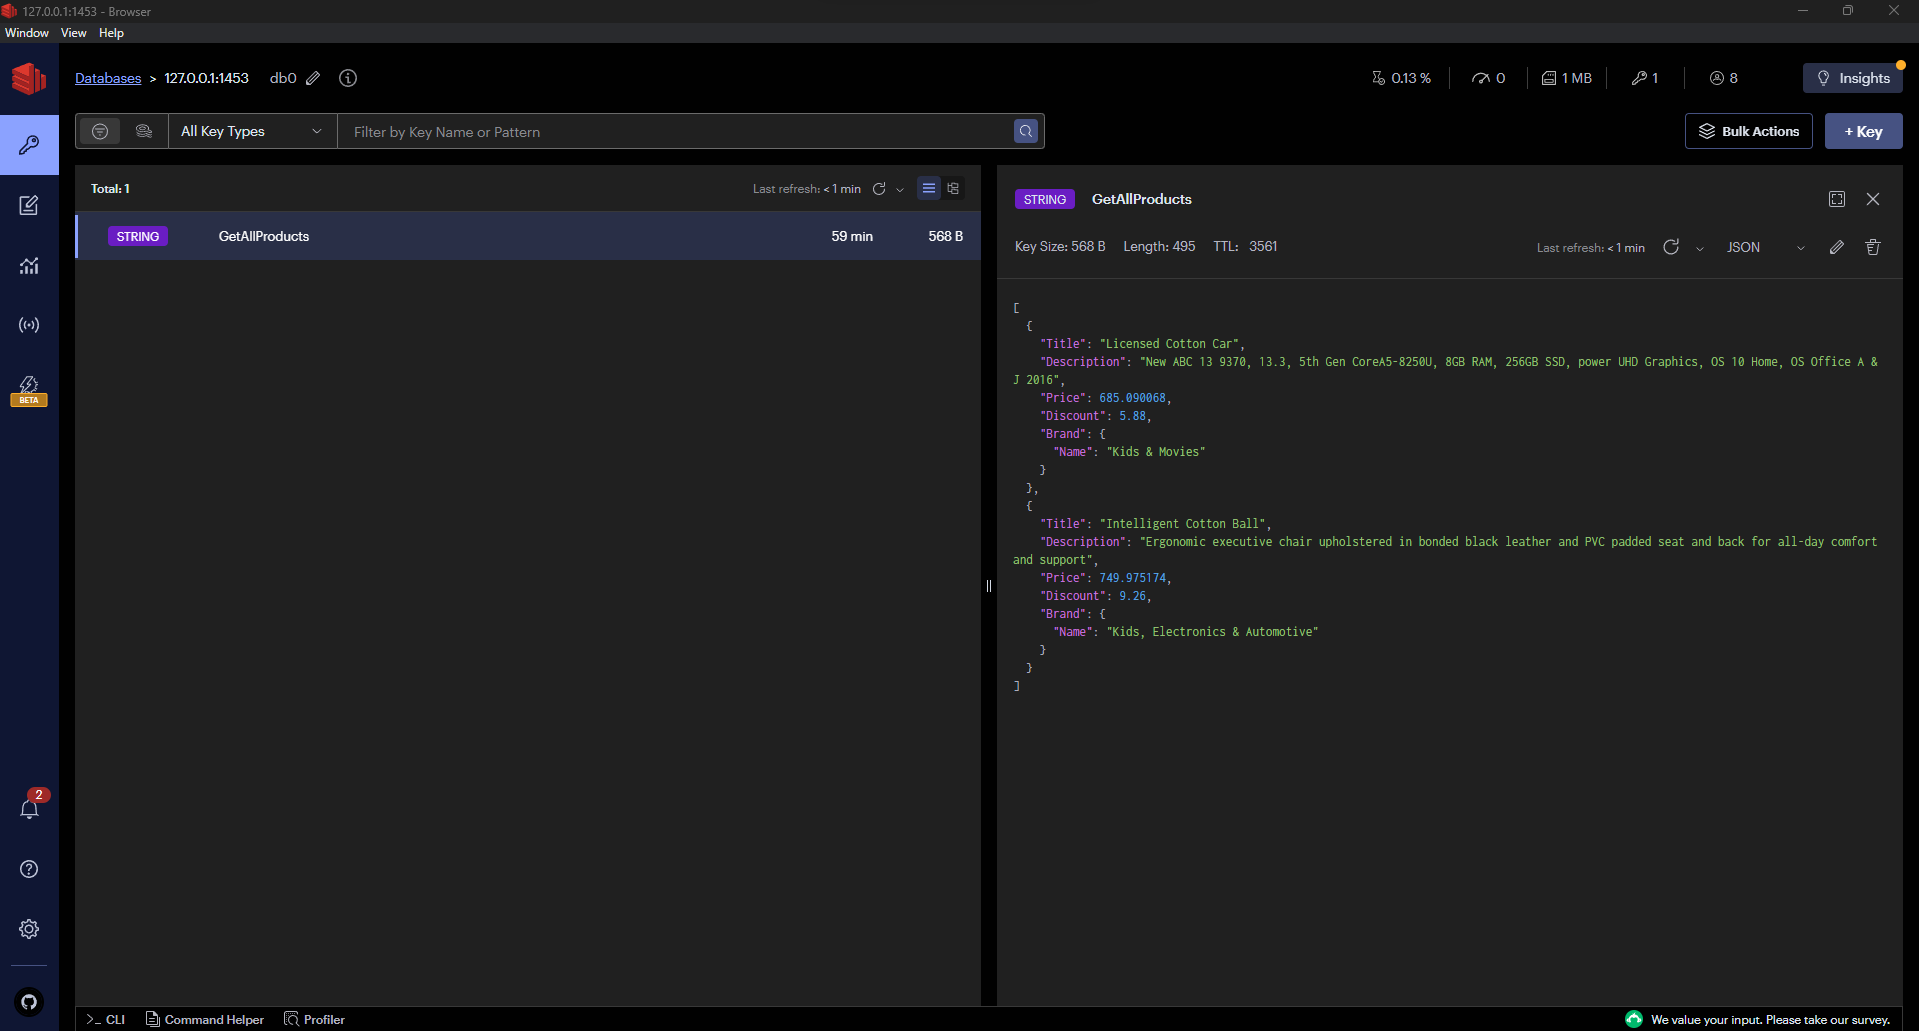 127.0.0.1:1453 - Browser
Window View Help
Databases > 127.0.0.1:1453 db0 0.13 % 0 1 MB 1 8 Insights
All Key Types Filter by Key Name or Pattern Bulk Actions + Key
Total: 1 Last refresh: < 1 min
STRING GetAllProducts 59 min 568 B
BETA
2
STRING GetAllProducts
Key Size: 568 B Length: 495 TTL: 3561 Last refresh: < 1 min JSON
[
{
"Title": "Licensed Cotton Car",
"Description": "New ABC 13 9370, 13.3, 5th Gen CoreA5-8250U, 8GB RAM, 256GB SSD, power UHD Graphics, OS 10 Home, OS Office A &
J 2016",
"Price": 685.090068,
"Discount": 5.88,
"Brand": {
"Name": "Kids & Movies"
}
},
{
"Title": "Intelligent Cotton Ball",
"Description": "Ergonomic executive chair upholstered in bonded black leather and PVC padded seat and back for all-day comfort
and support",
"Price": 749.975174,
"Discount": 9.26,
"Brand": {
"Name": "Kids, Electronics & Automotive"
}
}
]
>_ CLI Command Helper Profiler We value your input. Please take our survey.